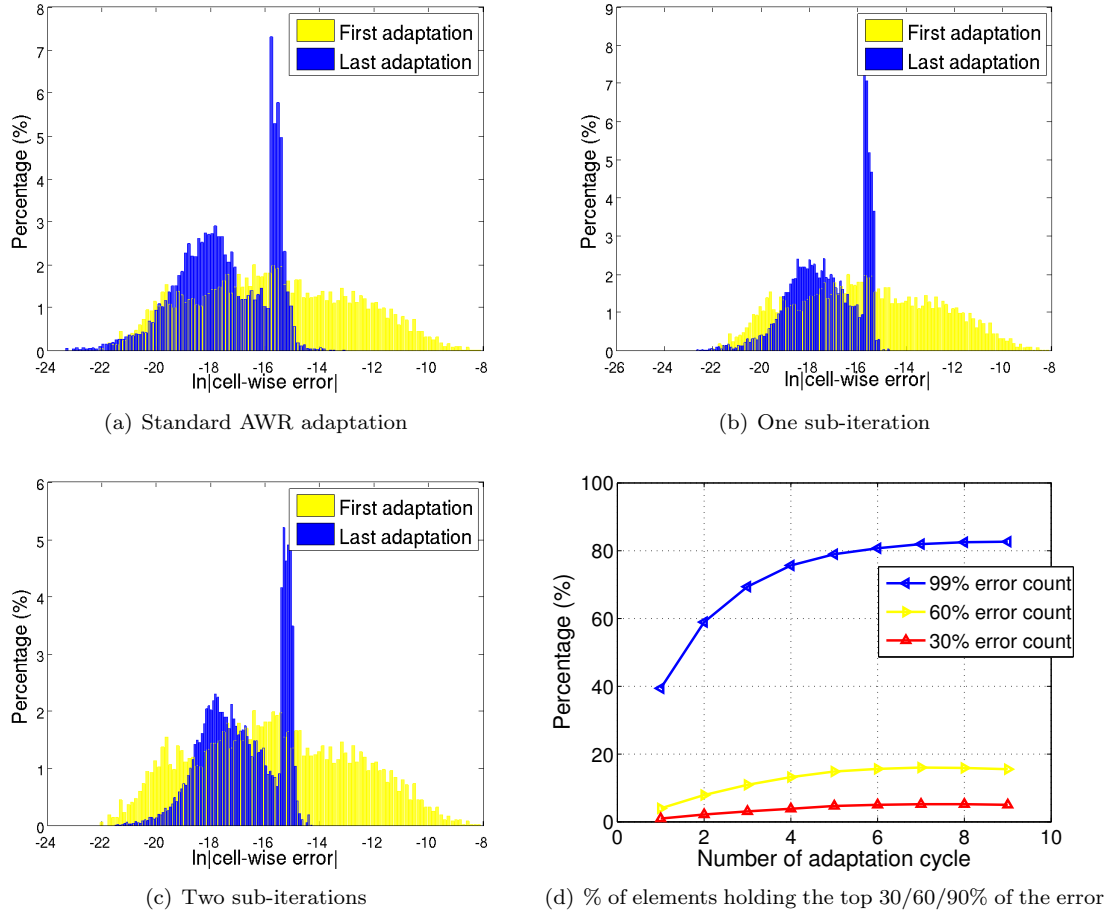 8
7
6
5
4
3
2
1
0
Percentage (%)
First adaptation
Last adaptation
-24 -22 -20 -18 -16 -14 -12 -10 -8
ln|cell-wise error|
(a) Standard AWR adaptation
9
8
7
6
5
4
3
2
1
0
Percentage (%)
First adaptation
Last adaptation
-26 -24 -22 -20 -18 -16 -14 -12 -10 -8
ln|cell-wise error|
(b) One sub-iteration
6
5
4
3
2
1
0
Percentage (%)
First adaptation
Last adaptation
-24 -22 -20 -18 -16 -14 -12 -10 -8
ln|cell-wise error|
(c) Two sub-iterations
100
80
60
40
20
0
Percentage (%)
99% error count
60% error count
30% error count
0 2 4 6 8 10
Number of adaptation cycle
(d) % of elements holding the top 30/60/90% of the error